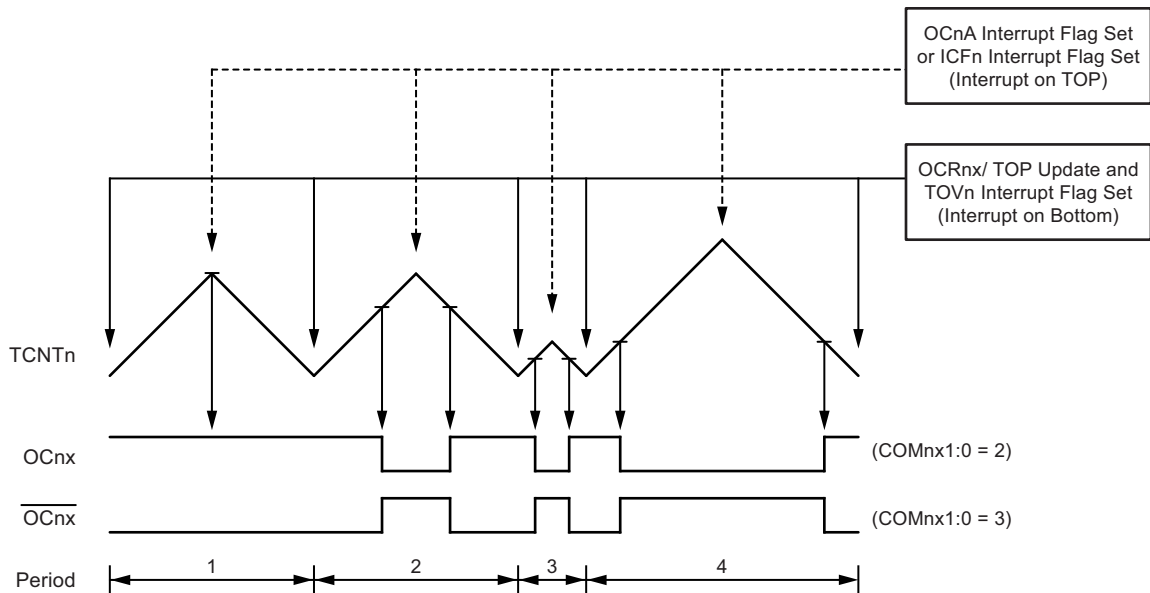 OCnA Interrupt Flag Set
or ICFn Interrupt Flag Set
(Interrupt on TOP)
OCRnx/ TOP Update and
TOVn Interrupt Flag Set
(Interrupt on Bottom)
TCNTn
OCnx
(COMnx1:0 = 2)
OCnx
(COMnx1:0 = 3)
Period
1
2
3
4